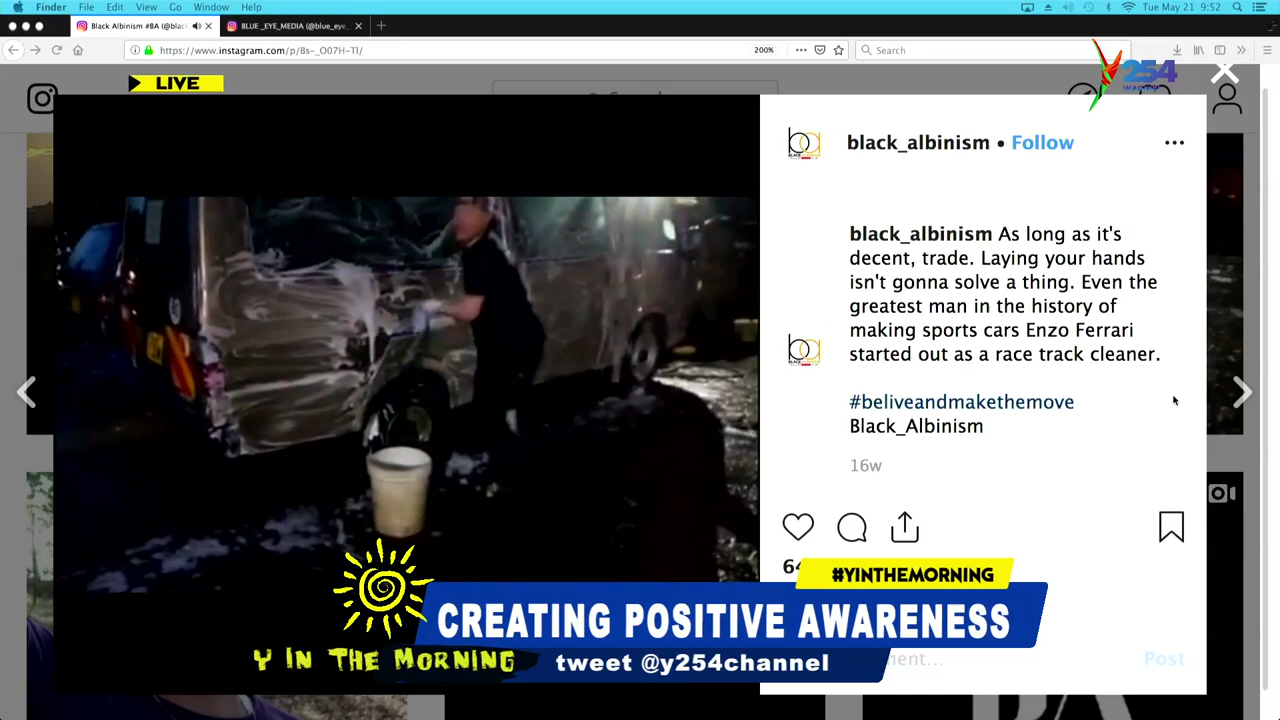 Finder File Edit View Go Window Help
Tue May 21 9:52
Black Albinism #BA (@blac
BLUE_EYE_MEDIA (@blue_eye_
https://www.instagram.com/p/Bs-_O07H-TI/
200%
Search
LIVE
254
black_albinism • Follow
black_albinism As long as it's
decent, trade. Laying your hands
isn't gonna solve a thing. Even the
greatest man in the history of
making sports cars Enzo Ferrari
started out as a race track cleaner.
#beliveandmakethemove
Black_Albinism
16w
#YINTHEMORNING
CREATING POSITIVE AWARENESS
Y IN THE MORNING
tweet @y254channel
Post